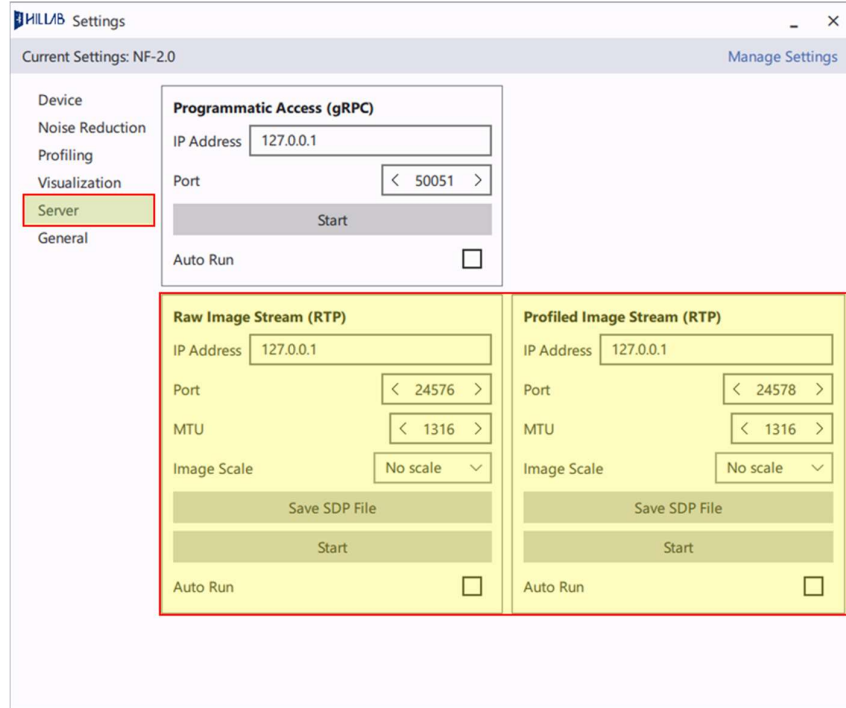 HILLAB Settings
Current Settings: NF-2.0 Manage Settings
Device
Noise Reduction
Profiling
Visualization
Server
General
Programmatic Access (gRPC)
IP Address 127.0.0.1
Port < 50051 >
Start
Auto Run
Raw Image Stream (RTP)
IP Address 127.0.0.1
Port < 24576 >
MTU < 1316 >
Image Scale No scale
Save SDP File
Start
Auto Run
Profiled Image Stream (RTP)
IP Address 127.0.0.1
Port < 24578 >
MTU < 1316 >
Image Scale No scale
Save SDP File
Start
Auto Run